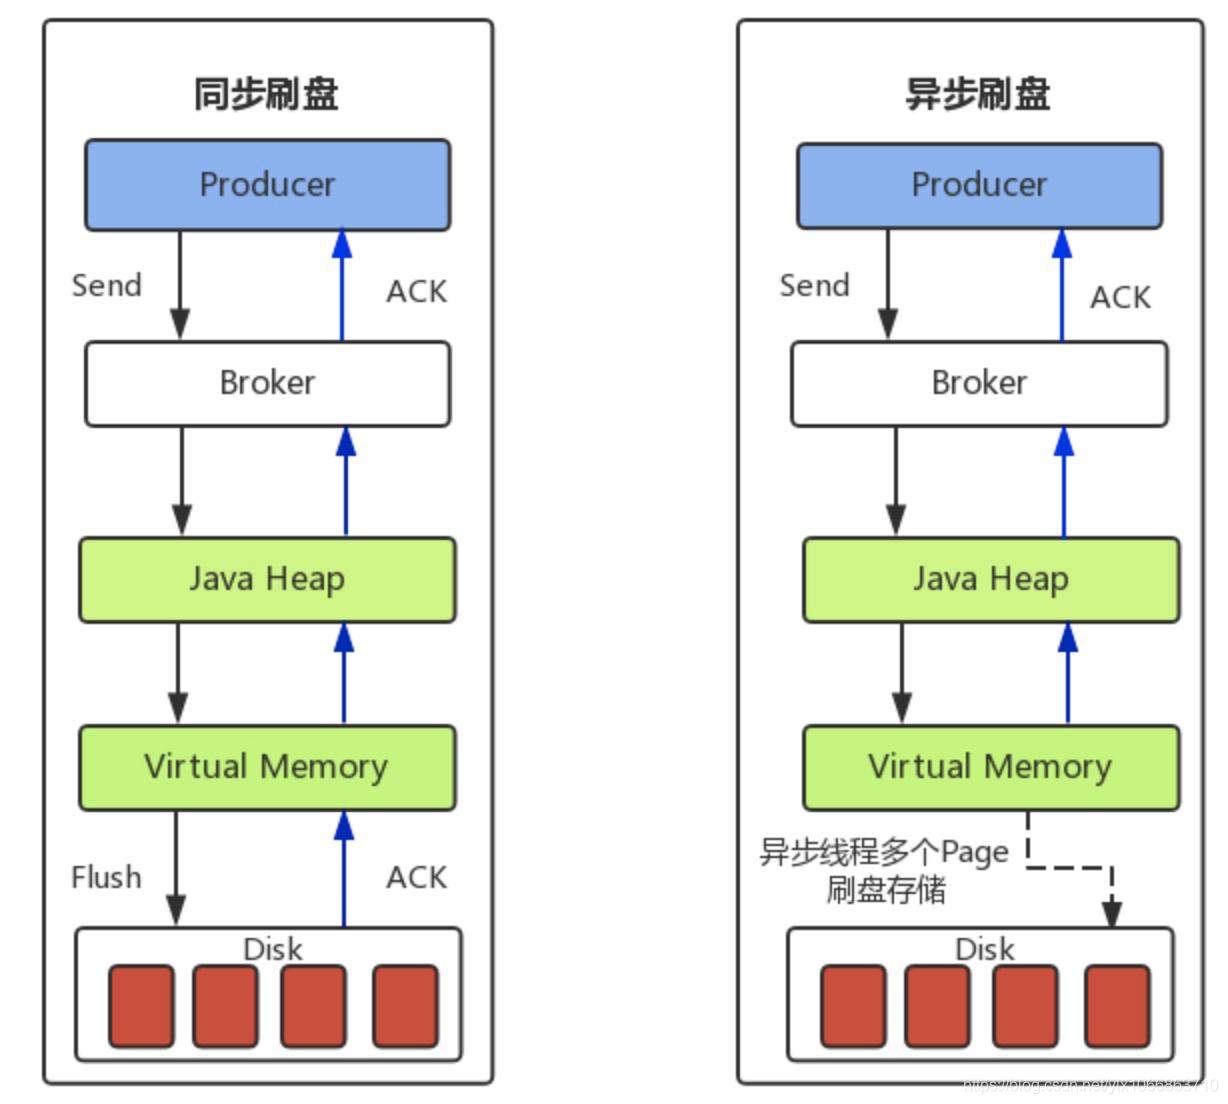 同步刷盘
Producer
Send
ACK
Broker
Java Heap
Virtual Memory
Flush
ACK
Disk
异步刷盘
Producer
Send
ACK
Broker
Java Heap
Virtual Memory
异步线程多个Page
刷盘存储
Disk
https://blog.csdn.net/ylx1066863710